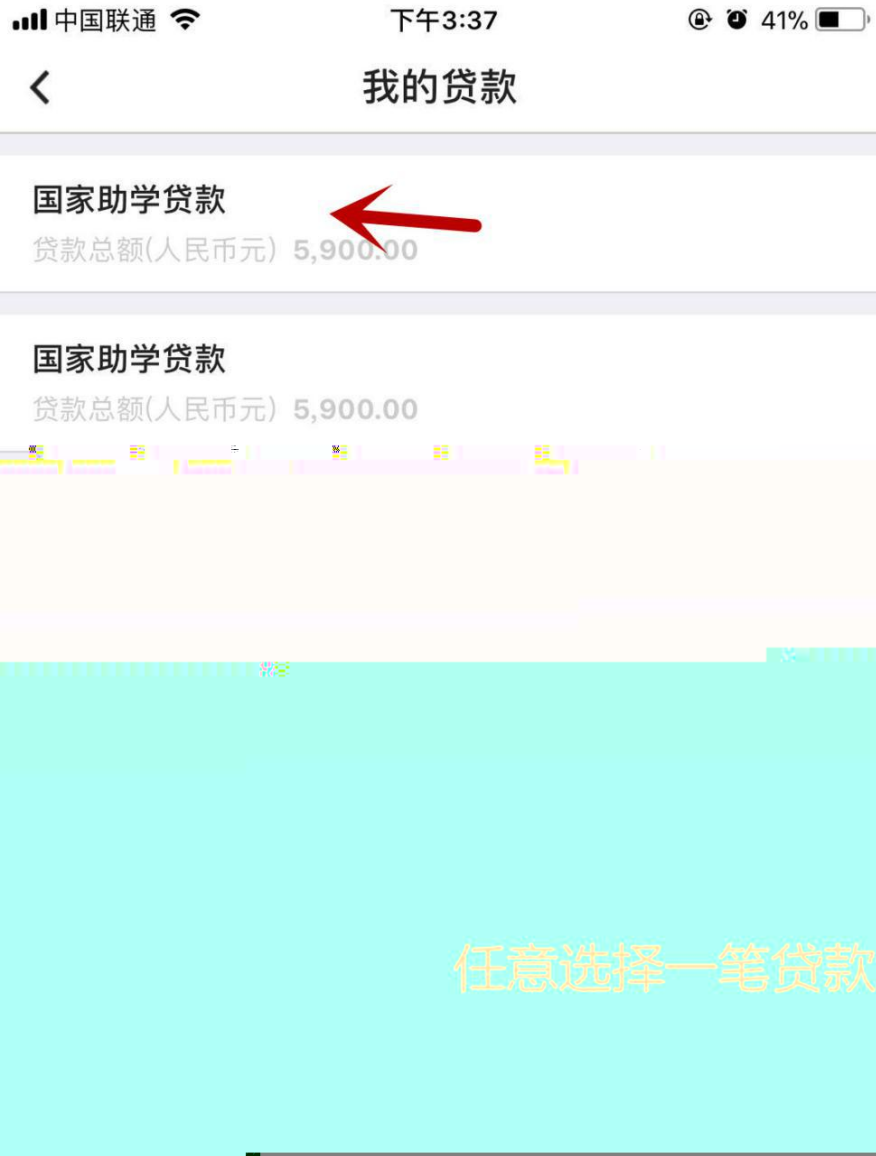 中国联通 下午3:37 41%
我的贷款
国家助学贷款
贷款总额(人民币元) 5,900.00
国家助学贷款
贷款总额(人民币元) 5,900.00
任意选择一笔贷款